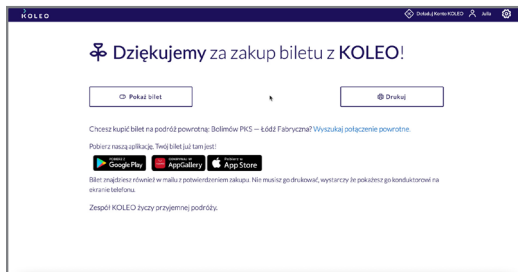 KOLEO
Doładuj Konto KOLEO Julia
Dziękujemy za zakup biletu z KOLEO!
Pokaż bilet
Drukuj
Chcesz kupić bilet na podróż powrotną: Bolimów PKS — Łódź Fabryczna? Wyszukaj połączenie powrotne.
Pobierz naszą aplikację. Twój bilet już tam jest!
POBIERZ Z
Google Play
AppGallery
Pobierz w
App Store
Bilet znajdziesz również w mailu z potwierdzeniem zakupu. Nie musisz go drukować, wystarczy że pokażesz go konduktorowi na
ekranie telefonu.
Zespół KOLEO życzy przyjemnej podróży.